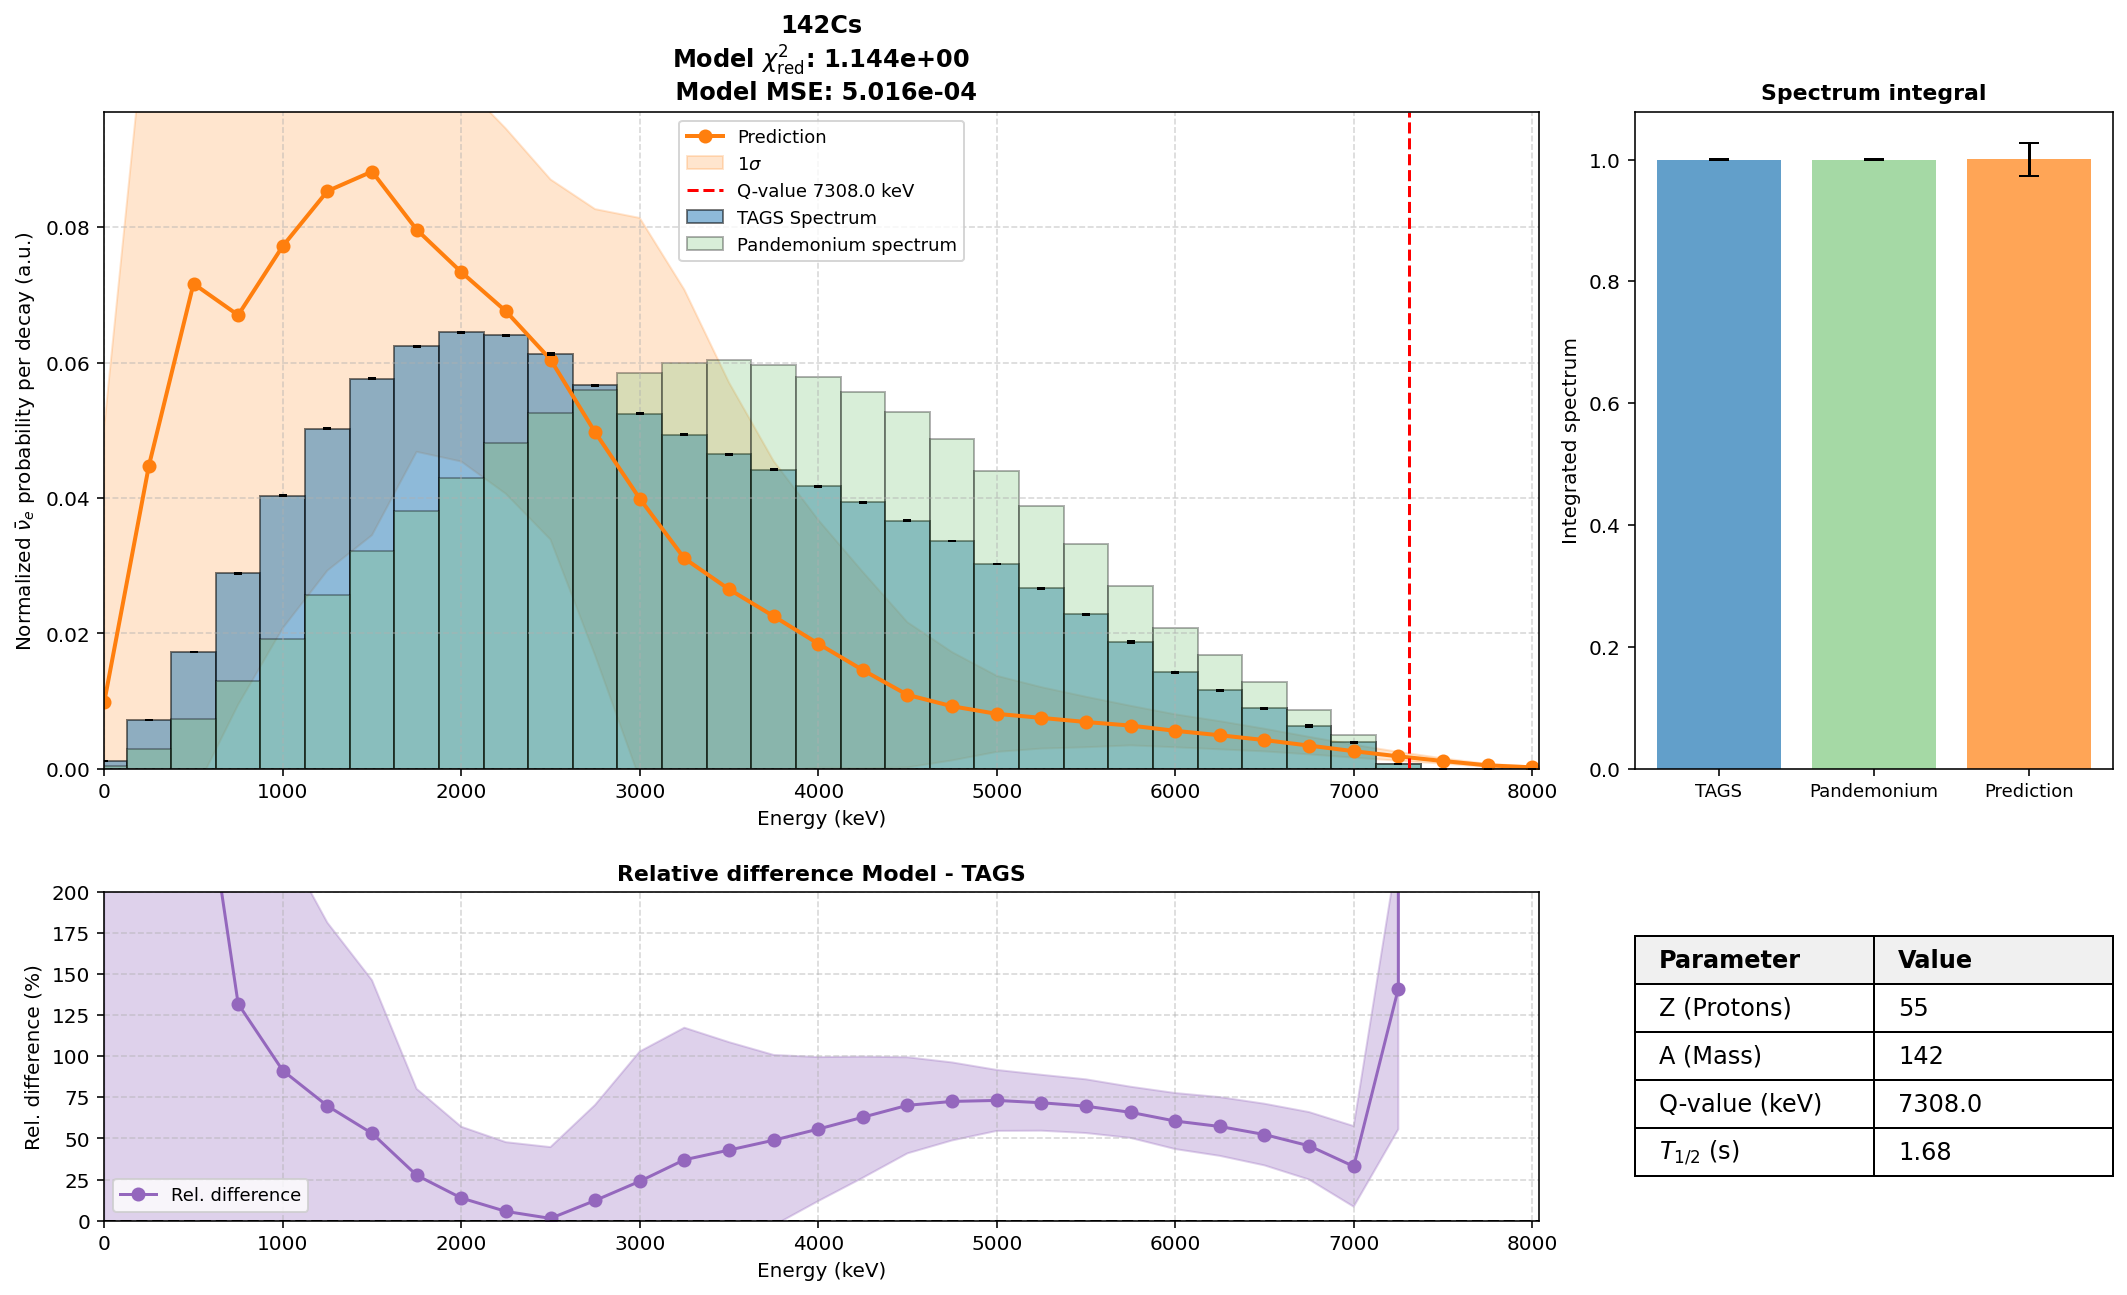 142Cs
Model χ²red: 1.144e+00
Model MSE: 5.016e-04
Normalized ν̄e probability per decay (a.u.)
0.08
0.06
0.04
0.02
0.00
Prediction
1σ
Q-value 7308.0 keV
TAGS Spectrum
Pandemonium spectrum
0 1000 2000 3000 4000 5000 6000 7000 8000
Energy (keV)
Spectrum integral
Integrated spectrum
1.0
0.8
0.6
0.4
0.2
0.0
TAGS Pandemonium Prediction
Relative difference Model - TAGS
Rel. difference (%)
200
175
150
125
100
75
50
25
0
Rel. difference
0 1000 2000 3000 4000 5000 6000 7000 8000
Energy (keV)
Parameter Value
Z (Protons) 55
A (Mass) 142
Q-value (keV) 7308.0
T1/2 (s) 1.68